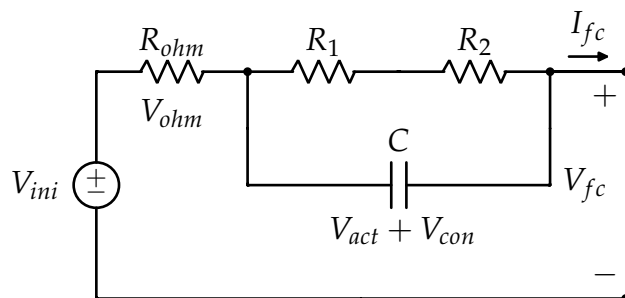 R_ohm R_1 R_2 I_fc
V_ohm
+
C
V_ini ± V_fc
V_act + V_con
−